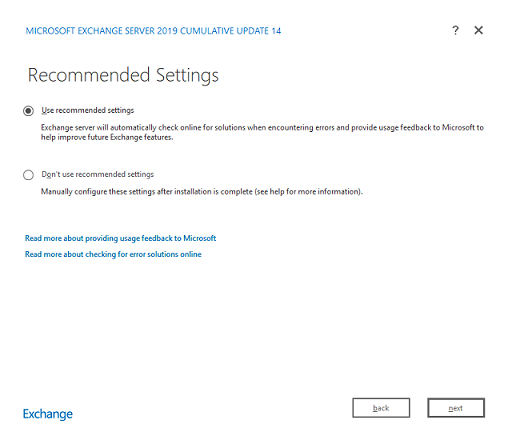 MICROSOFT EXCHANGE SERVER 2019 CUMULATIVE UPDATE 14
?
Recommended Settings
Use recommended settings
Exchange server will automatically check online for solutions when encountering errors and provide usage feedback to Microsoft to
help improve future Exchange features.
Don't use recommended settings
Manually configure these settings after installation is complete (see help for more information).
Read more about providing usage feedback to Microsoft
Read more about checking for error solutions online
Exchange
back
next